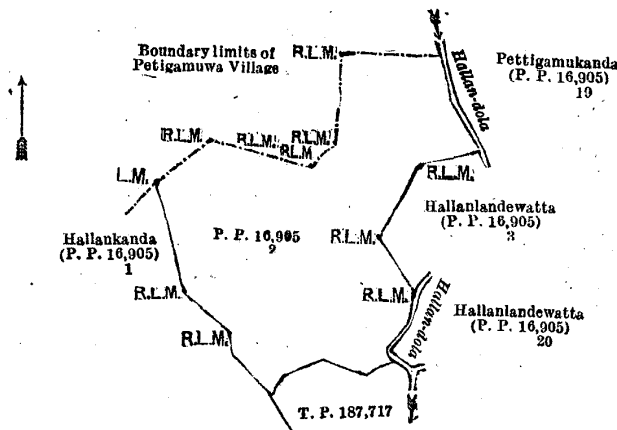 Boundary limits of
Petigamuwa Village
R.L.M.
Hallan-dola
Pettigamukanda
(P. P. 16,905)
19
R.L.M.
R.L.M.
R.L.M.
R.L.M
L.M.
R.L.M.
Hallanlandewatta
(P. P. 16,905)
3
Hallankanda
(P. P. 16,905)
1
P. P. 16,905
9
R.L.M.
R.L.M.
R.L.M.
Hallan-dola
Hallanlandewatta
(P. P. 16,905)
20
R.L.M.
T. P. 187,717